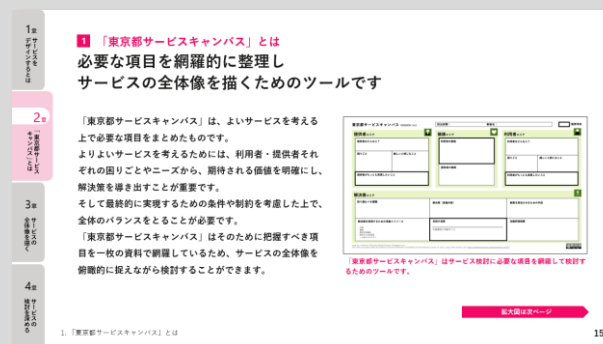 1章
サービスを
デザインするとは
2章
「東京都サービス
キャンバス」とは
3章
サービスの
全体像を描く
4章
サービスの
検討を深める
1 「東京都サービスキャンバス」とは
必要な項目を網羅的に整理し
サービスの全体像を描くためのツールです
「東京都サービスキャンバス」は、よいサービスを考える
上で必要な項目をまとめたものです。
よりよいサービスを考えるためには、利用者・提供者それ
ぞれの困りごとやニーズから、期待される価値を明確にし、
解決策を導き出すことが重要です。
そして最終的に実現するための条件や制約を考慮した上で、
全体のバランスをとることが必要です。
「東京都サービスキャンバス」はそのために把握すべき項
目を一枚の資料で網羅しているため、サービスの全体像を
俯瞰的に捉えながら検討することができます。
東京都サービスキャンバス
提供者エリア
価値エリア
利用者エリア
解決策エリア
「東京都サービスキャンバス」はサービス検討に必要な項目を網羅して検討す
るためのツールです。
拡大図は次ページ
1. 「東京都サービスキャンバス」とは
15